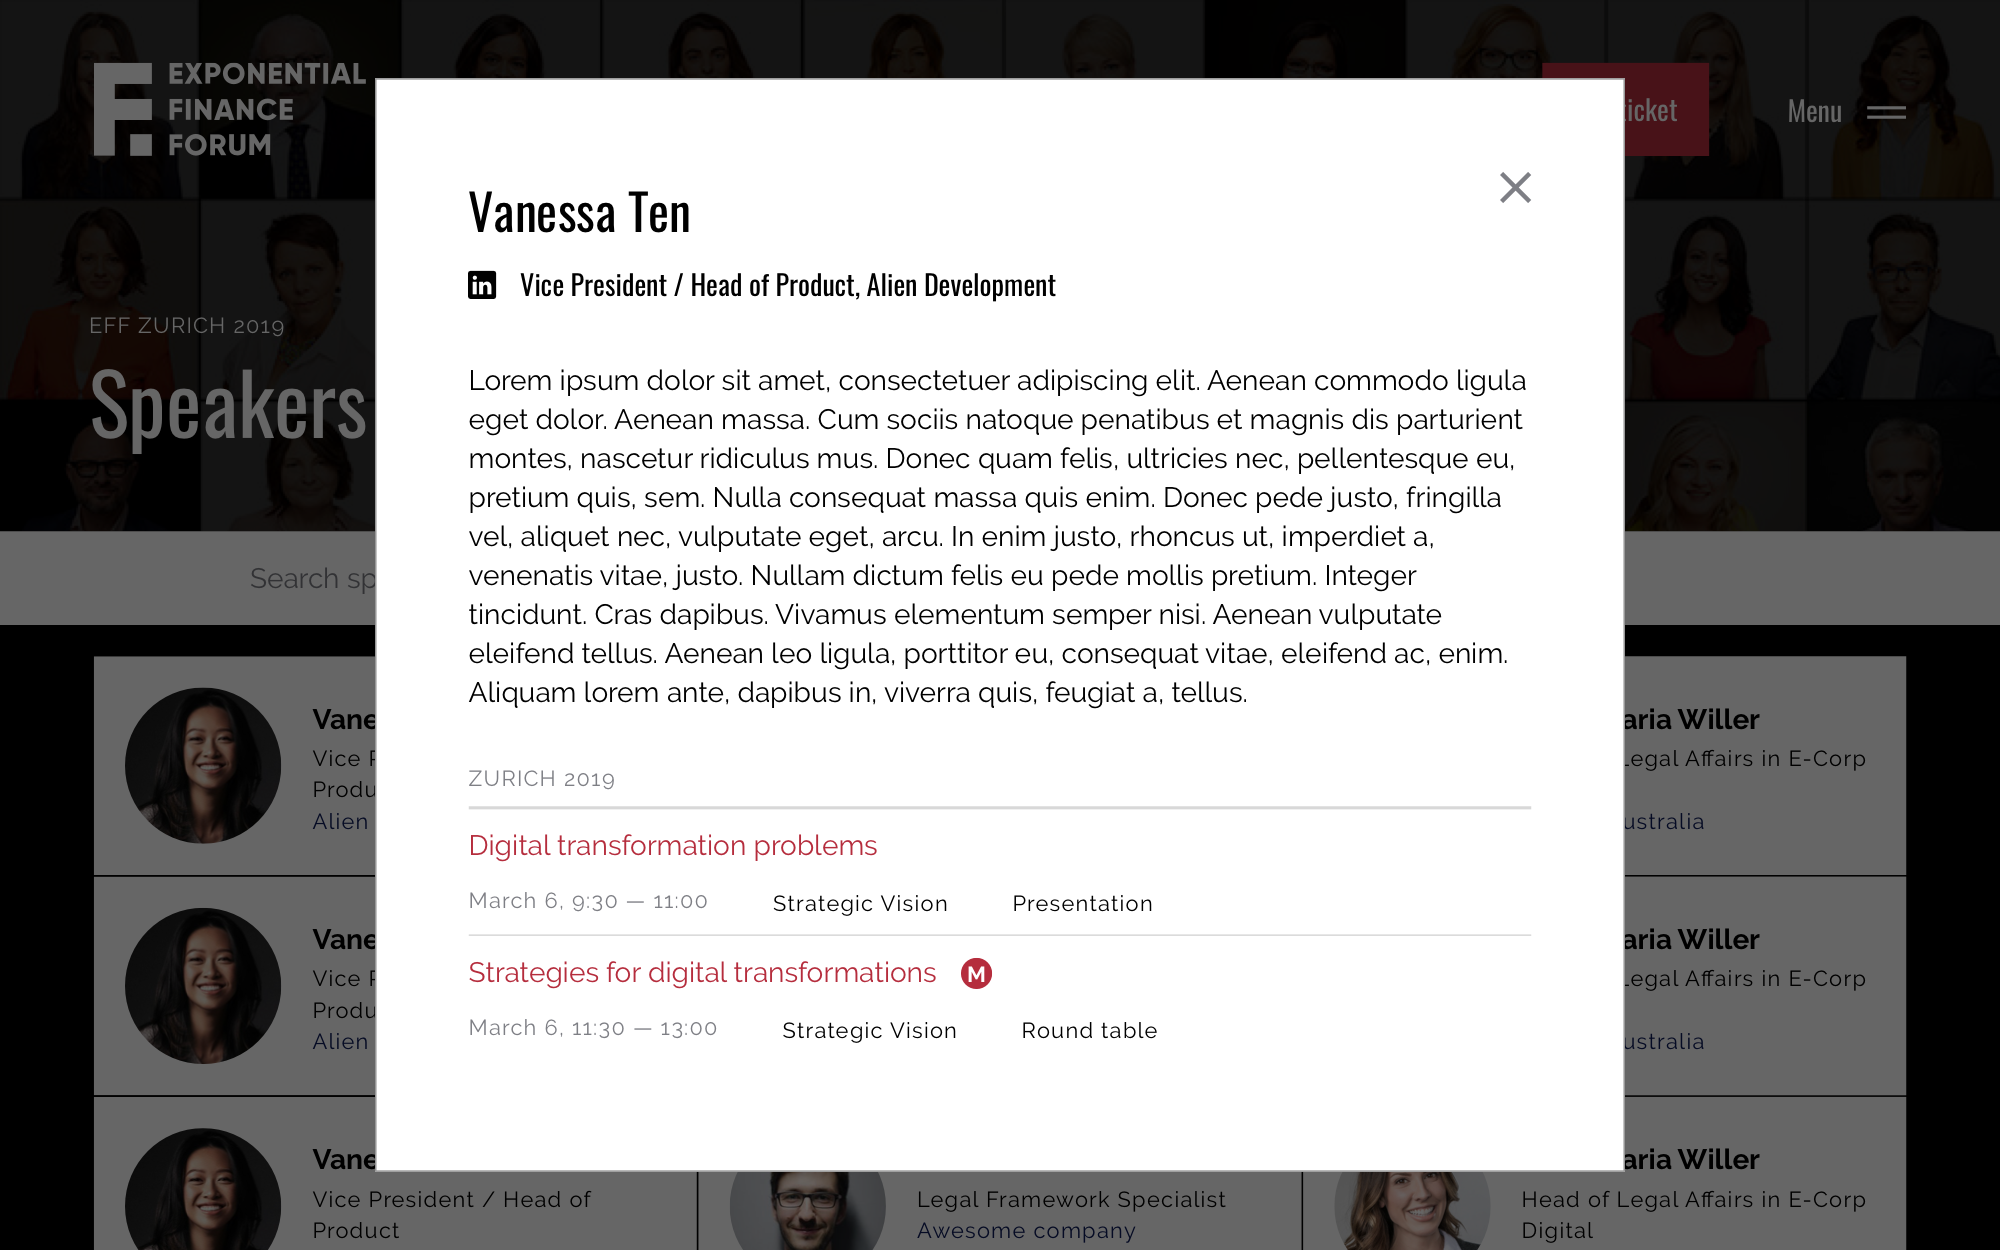 EXPONENTIAL
FINANCE
FORUM
ticket
Menu
EFF ZURICH 2019
Speakers
Search
Vanessa Ten
in
Vice President / Head of Product, Alien Development
Lorem ipsum dolor sit amet, consectetuer adipiscing elit. Aenean commodo ligula
eget dolor. Aenean massa. Cum sociis natoque penatibus et magnis dis parturient
montes, nascetur ridiculus mus. Donec quam felis, ultricies nec, pellentesque eu,
pretium quis, sem. Nulla consequat massa quis enim. Donec pede justo, fringilla
vel, aliquet nec, vulputate eget, arcu. In enim justo, rhoncus ut, imperdiet a,
venenatis vitae, justo. Nullam dictum felis eu pede mollis pretium. Integer
tincidunt. Cras dapibus. Vivamus elementum semper nisi. Aenean vulputate
eleifend tellus. Aenean leo ligula, porttitor eu, consequat vitae, eleifend ac, enim.
Aliquam lorem ante, dapibus in, viverra quis, feugiat a, tellus.
ZURICH 2019
Digital transformation problems
March 6, 9:30 — 11:00 Strategic Vision Presentation
Strategies for digital transformations M
March 6, 11:30 — 13:00 Strategic Vision Round table
Vane
Vice
Produ
Alien
aria Willer
Legal Affairs in E-Corp
ustralia
Vane
Vice
Produ
Alien
aria Willer
Legal Affairs in E-Corp
ustralia
Vane
Vice President / Head of
Product
Legal Framework Specialist
Awesome company
aria Willer
Head of Legal Affairs in E-Corp
Digital